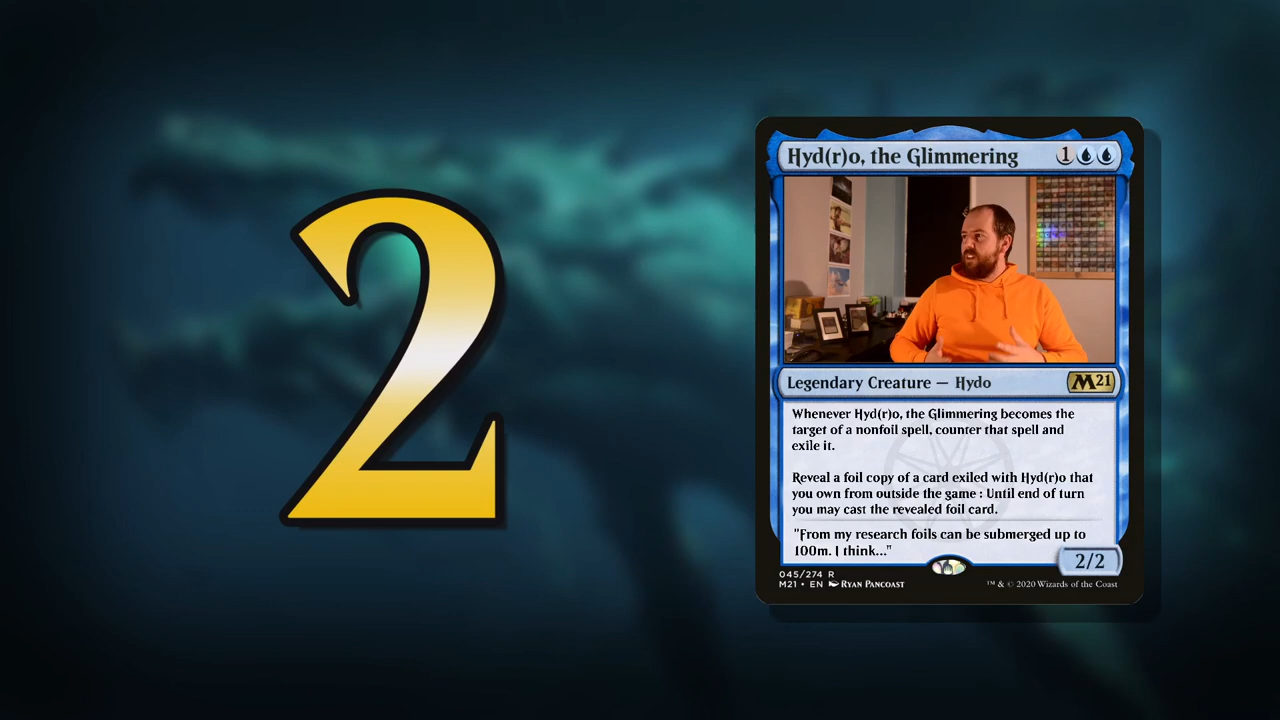 2
Hyd(r)o, the Glimmering 1
Legendary Creature — Hydo M21
Whenever Hyd(r)o, the Glimmering becomes the
target of a nonfoil spell, counter that spell and
exile it.
Reveal a foil copy of a card exiled with Hyd(r)o that
you own from outside the game : Until end of turn
you may cast the revealed foil card.
"From my research foils can be submerged up to
100m. I think..."
2/2
045/274 R
M21 • EN Ryan Pancoast
™ & © 2020 Wizards of the Coast